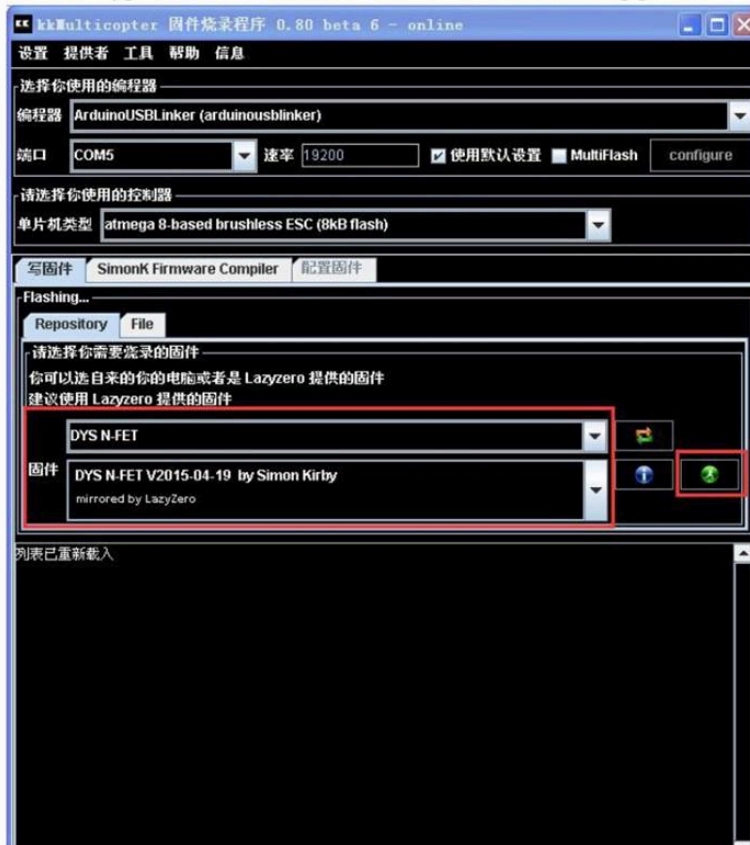 kkMulticopter 固件烧录程序 0.80 beta 6 - online
设置 提供者 工具 帮助 信息
选择你使用的编程器
编程器 ArduinoUSBLinker (arduinousblinker)
端口 COM5 速率 19200 使用默认设置 MultiFlash configure
请选择你使用的控制器
单片机类型 atmega 8-based brushless ESC (8kB flash)
写固件 SimonK Firmware Compiler 配置固件
Flashing...
Repository File
请选择你需要烧录的固件
你可以选自来的你的电脑或者是 Lazyzero 提供的固件
建议使用 Lazyzero 提供的固件
DYS N-FET
固件 DYS N-FET V2015-04-19 by Simon Kirby
mirrored by LazyZero
列表已重新载入